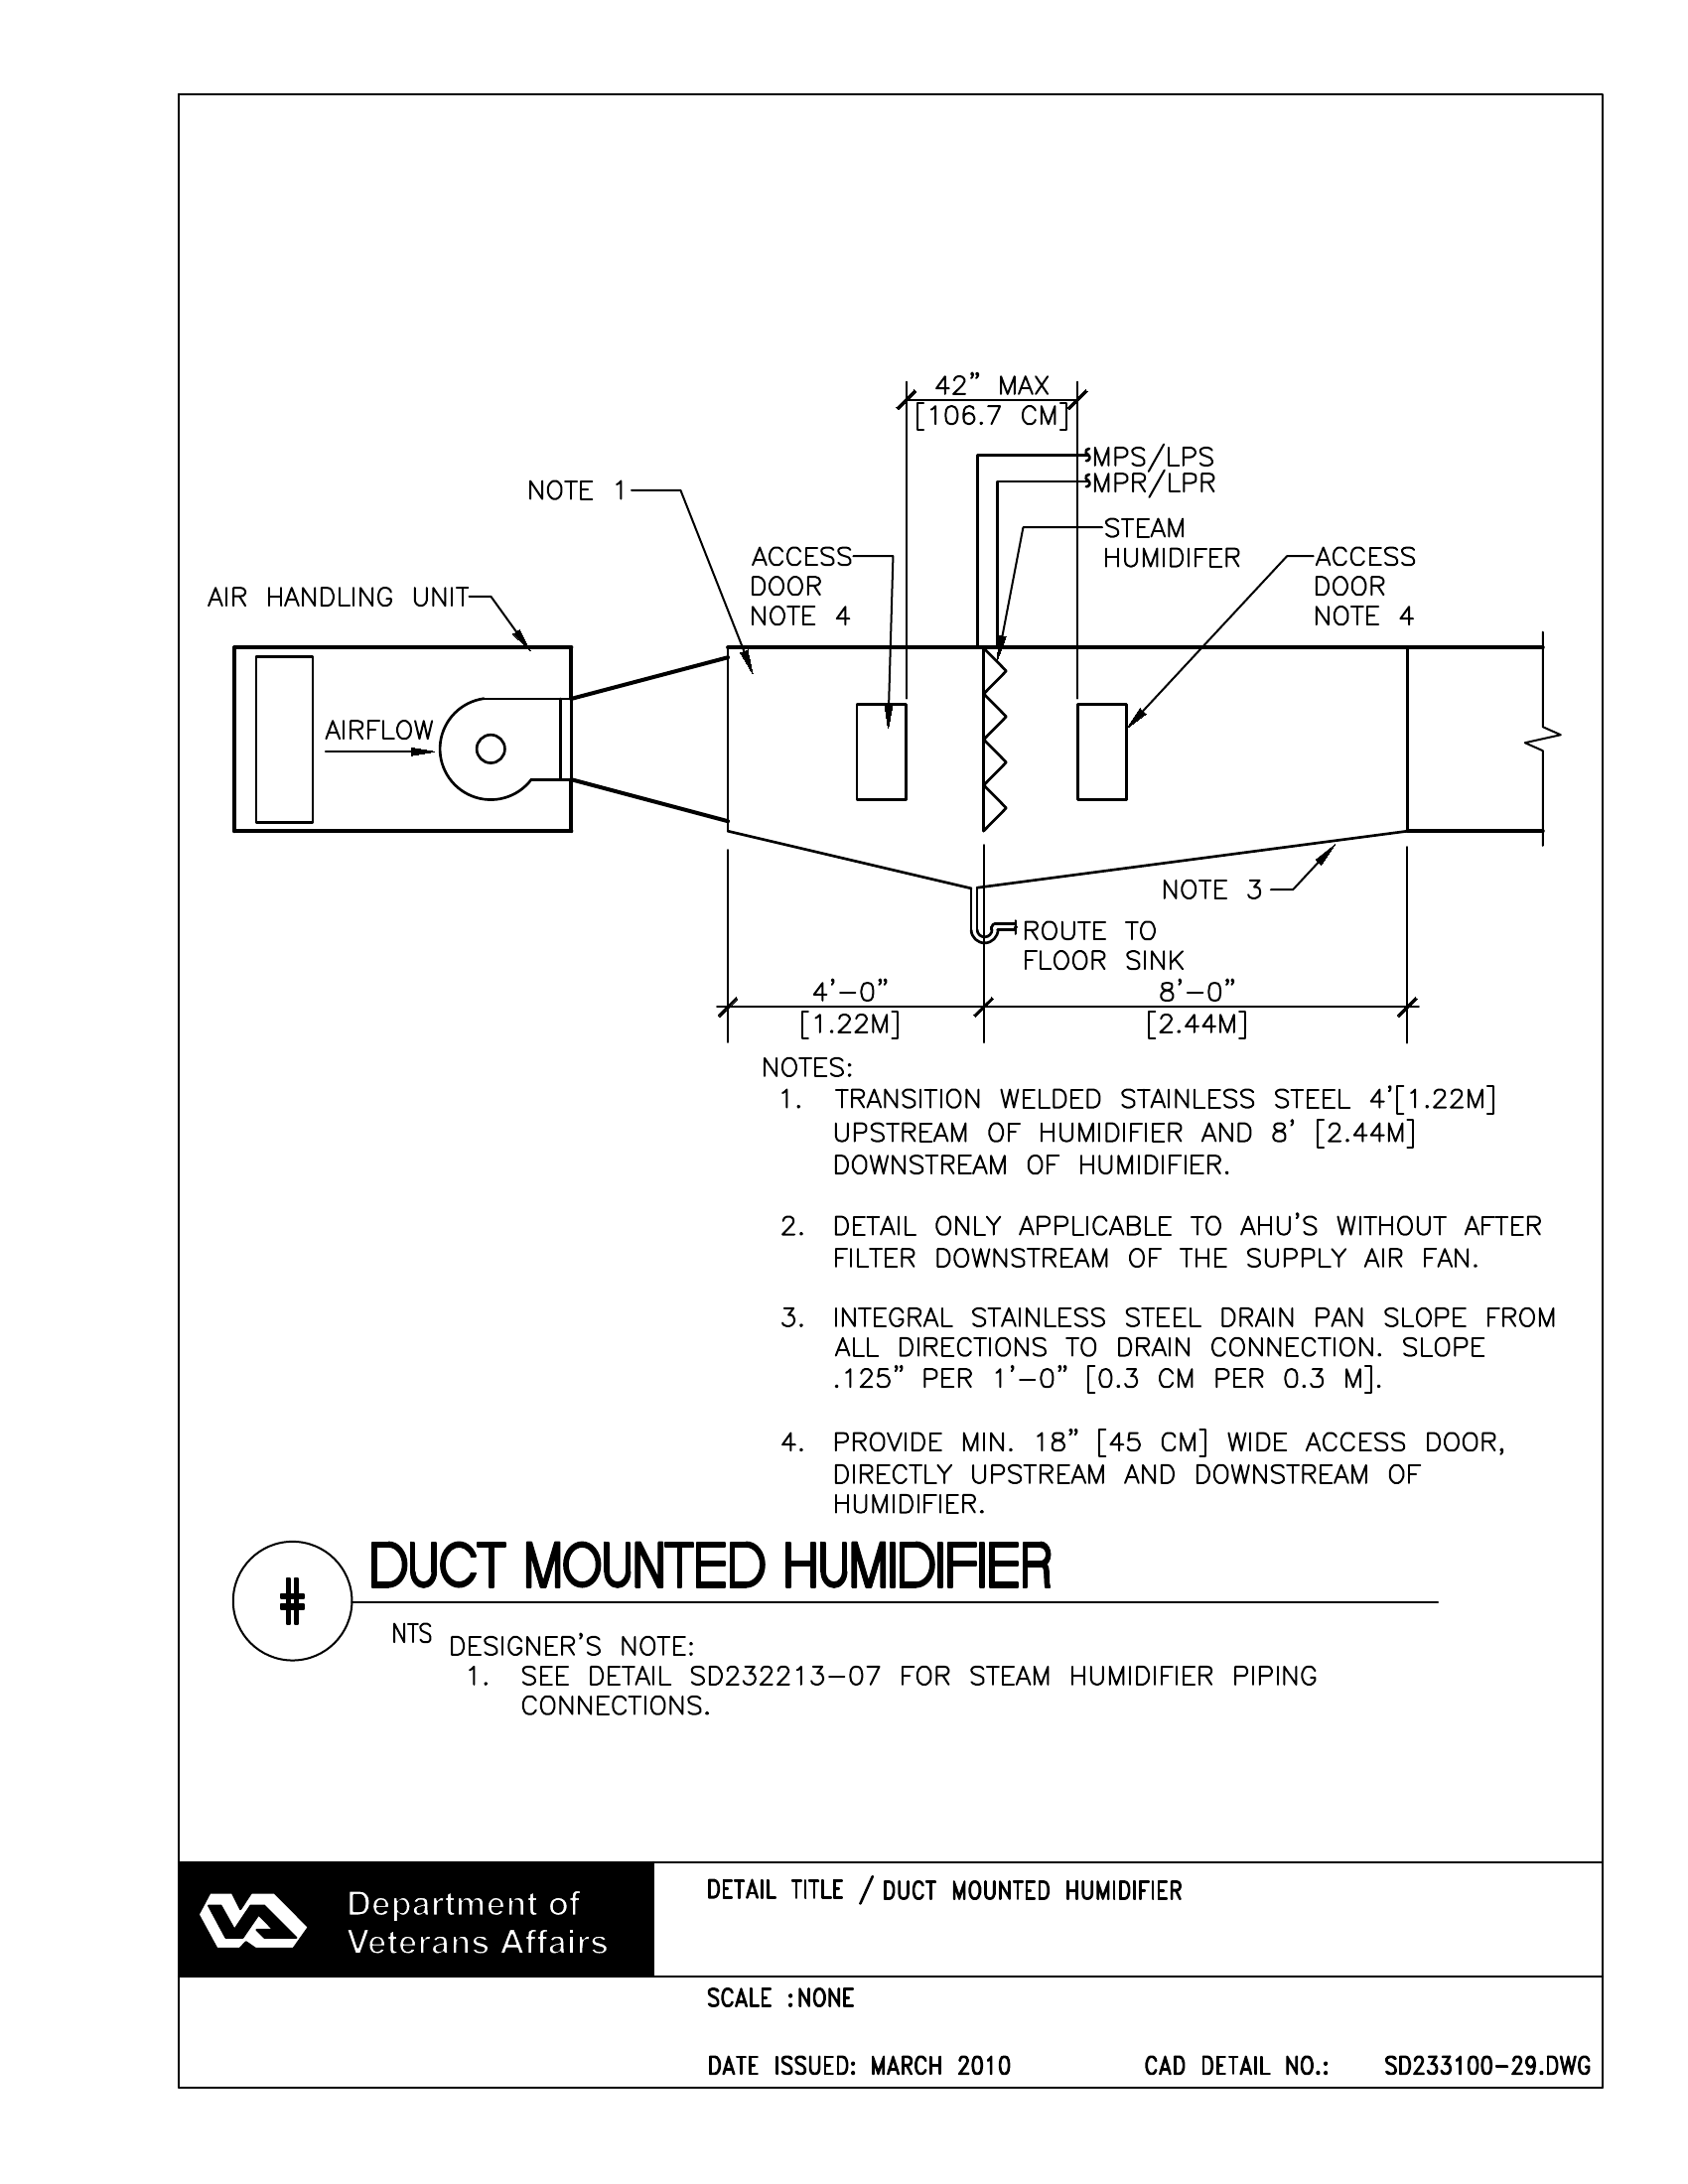 42” MAX
[106.7 CM]
MPS/LPS
MPR/LPR
NOTE 1
STEAM
HUMIDIFER
ACCESS
DOOR
NOTE 4
ACCESS
DOOR
NOTE 4
AIR HANDLING UNIT
AIRFLOW
NOTE 3
ROUTE TO
FLOOR SINK
4’-0”
[1.22M]
8’-0”
[2.44M]
NOTES:
1. TRANSITION WELDED STAINLESS STEEL 4'[1.22M]
UPSTREAM OF HUMIDIFIER AND 8’ [2.44M]
DOWNSTREAM OF HUMIDIFIER.
2. DETAIL ONLY APPLICABLE TO AHU’S WITHOUT AFTER
FILTER DOWNSTREAM OF THE SUPPLY AIR FAN.
3. INTEGRAL STAINLESS STEEL DRAIN PAN SLOPE FROM
ALL DIRECTIONS TO DRAIN CONNECTION. SLOPE
.125” PER 1’-0” [0.3 CM PER 0.3 M].
4. PROVIDE MIN. 18” [45 CM] WIDE ACCESS DOOR,
DIRECTLY UPSTREAM AND DOWNSTREAM OF
HUMIDIFIER.
# DUCT MOUNTED HUMIDIFIER
NTS
DESIGNER’S NOTE:
1. SEE DETAIL SD232213-07 FOR STEAM HUMIDIFIER PIPING
CONNECTIONS.
VA
Department of
Veterans Affairs
DETAIL TITLE / DUCT MOUNTED HUMIDIFIER
SCALE :NONE
DATE ISSUED: MARCH 2010 CAD DETAIL NO.: SD233100-29.DWG